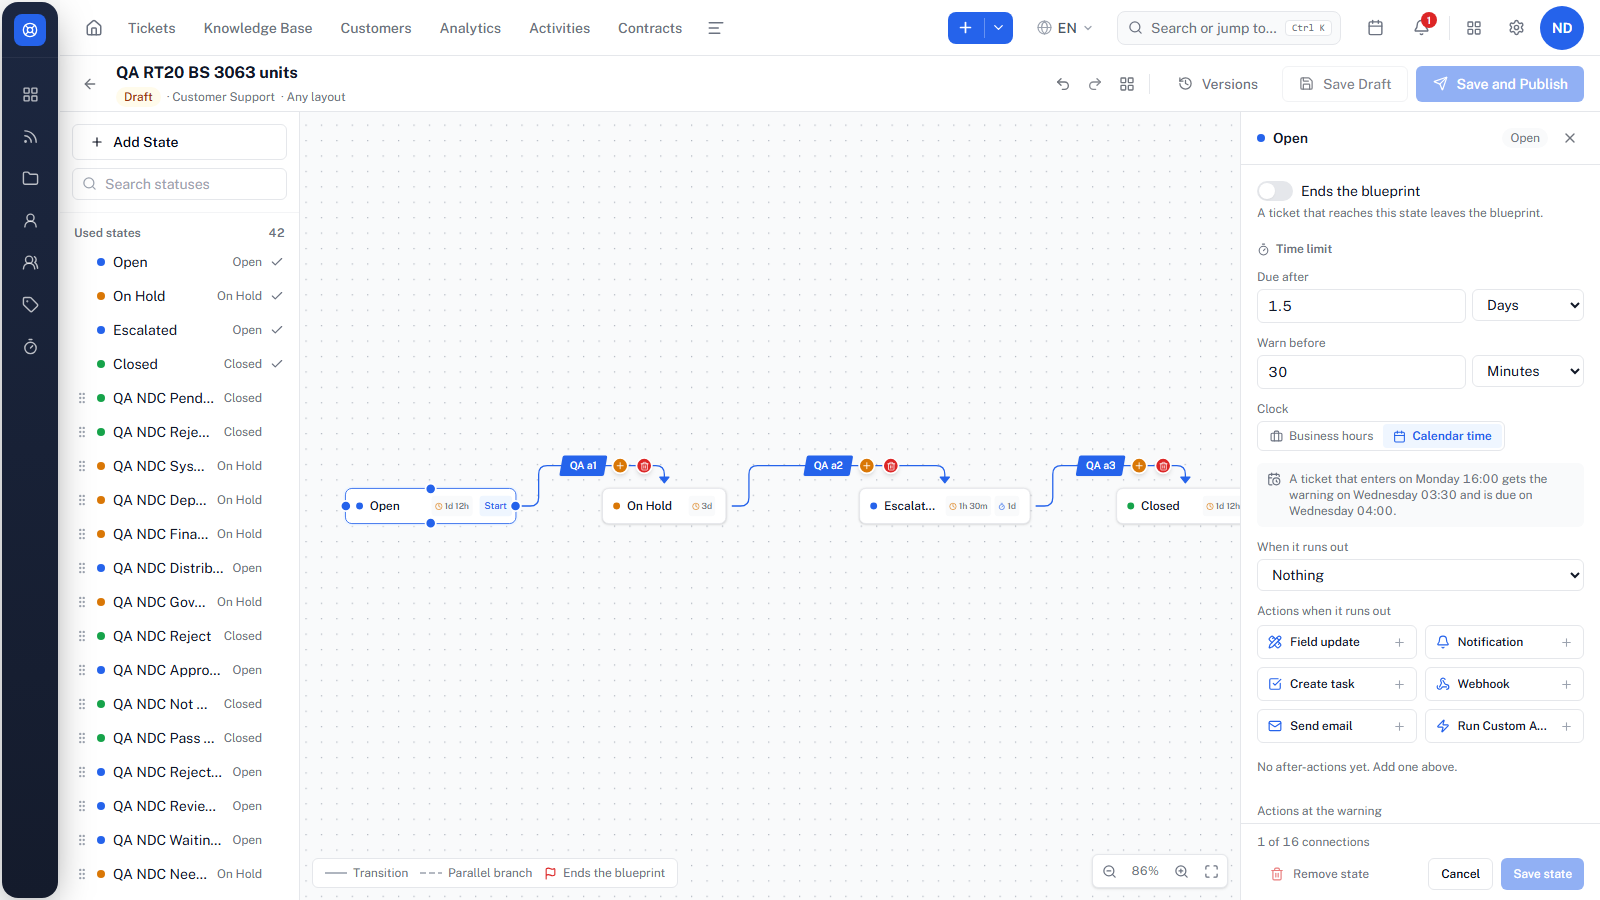 Tickets
Knowledge Base
Customers
Analytics
Activities
Contracts
EN
Search or jump to...
Ctrl K
1
ND
QA RT20 BS 3063 units
Draft · Customer Support · Any layout
Versions
Save Draft
Save and Publish
Add State
Search statuses
Used states 42
Open Open
On Hold On Hold
Escalated Open
Closed Closed
QA NDC Pend... Closed
QA NDC Reje... Closed
QA NDC Sys... On Hold
QA NDC Dep... On Hold
QA NDC Fina... On Hold
QA NDC Distrib... Open
QA NDC Gov... On Hold
QA NDC Reject Closed
QA NDC Appro... Open
QA NDC Not ... Closed
QA NDC Pass ... Closed
QA NDC Reject... Open
QA NDC Revie... Open
QA NDC Waitin... Open
QA NDC Nee... On Hold
QA a1
QA a2
QA a3
Open 1d 12h Start
On Hold 3d
Escalat... 1h 30m 1d
Closed 1d 12h
Transition
Parallel branch
Ends the blueprint
86%
Open Open
Ends the blueprint
A ticket that reaches this state leaves the blueprint.
Time limit
Due after
1.5 Days
Warn before
30 Minutes
Clock
Business hours
Calendar time
A ticket that enters on Monday 16:00 gets the
warning on Wednesday 03:30 and is due on
Wednesday 04:00.
When it runs out
Nothing
Actions when it runs out
Field update
Notification
Create task
Webhook
Send email
Run Custom A...
No after-actions yet. Add one above.
Actions at the warning
1 of 16 connections
Remove state
Cancel
Save state